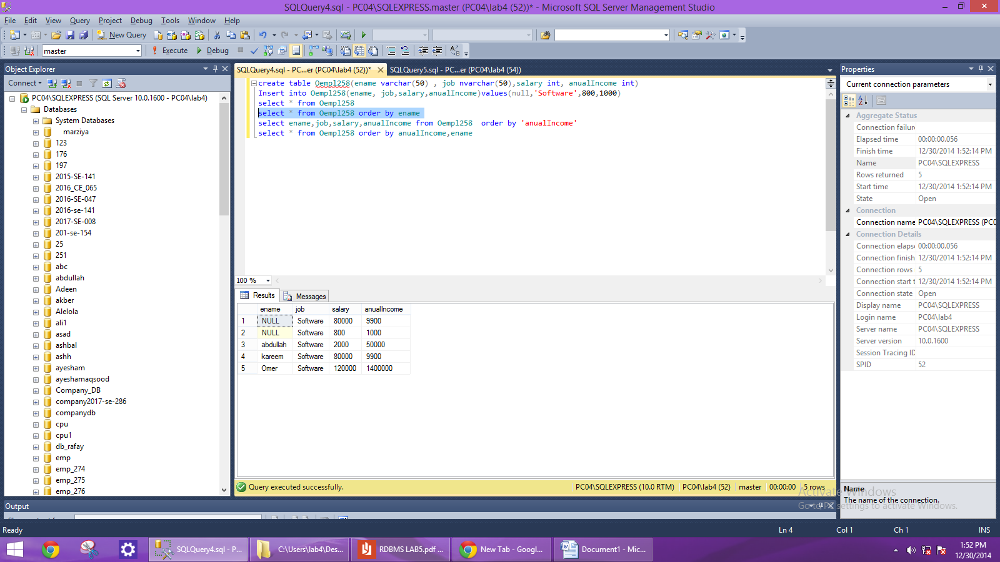 SQLQuery4.sql - PC04\SQLEXPRESS.master (PC04\lab4 (52))* - Microsoft SQL Server Management Studio
File Edit View Query Project Debug Tools Window Help
New Query
master Execute Debug
Object Explorer
Connect
PC04\SQLEXPRESS (SQL Server 10.0.1600 - PC04\lab4)
Databases
System Databases
marziya
123
176
197
2015-SE-141
2016_CE_065
2016-SE-047
2016-se-141
2017-SE-008
201-se-154
25
251
abc
abdullah
Adeen
akber
Alelola
ali1
asad
ashbal
ashh
ayesham
ayeshamaqsood
Company_DB
company2017-se-286
companydb
cpu
cpu1
db_rafay
emp
emp_274
emp_275
emp_276
SQLQuery4.sql - PC...er (PC04\lab4 (52))* SQLQuery5.sql - PC...er (PC04\lab4 (54))
create table Oempl258(ename varchar(50) , job nvarchar(50),salary int, anualIncome int)
Insert into Oempl258(ename, job,salary,anualIncome)values(null,'Software',800,1000)
select * from Oempl258
select * from Oempl258 order by ename
select ename,job,salary,anualIncome from Oempl258 order by 'anualIncome'
select * from Oempl258 order by anualIncome,ename
100 %
Results Messages
ename job salary anualIncome
1 NULL Software 80000 9900
2 NULL Software 800 1000
3 abdullah Software 2000 50000
4 kareem Software 80000 9900
5 Omer Software 120000 1400000
Query executed successfully. PC04\SQLEXPRESS (10.0 RTM) PC04\lab4 (52) master 00:00:00 5 rows
Properties
Current connection parameters
Aggregate Status
Connection failure
Elapsed time 00:00:00.056
Finish time 12/30/2014 1:52:14 PM
Name PC04\SQLEXPRESS
Rows returned 5
Start time 12/30/2014 1:52:14 PM
State Open
Connection
Connection name PC04\SQLEXPRESS (PC0
Connection Details
Connection elaps 00:00:00.056
Connection finish 12/30/2014 1:52:14 PM
Connection rows 5
Connection start t 12/30/2014 1:52:14 PM
Connection state Open
Display name PC04\SQLEXPRESS
Login name PC04\lab4
Server name PC04\SQLEXPRESS
Server version 10.0.1600
Session Tracing ID
SPID 52
Name
The name of the connection.
Activate Windows
Go to PC settings to activate Windows.
Output
Ready Ln 4 Col 1 Ch 1 INS
SQLQuery4.sql - P... C:\Users\lab4\Des... RDBMS LAB5.pdf ... New Tab - Googl... Document1 - Mic...
1:52 PM
12/30/2014